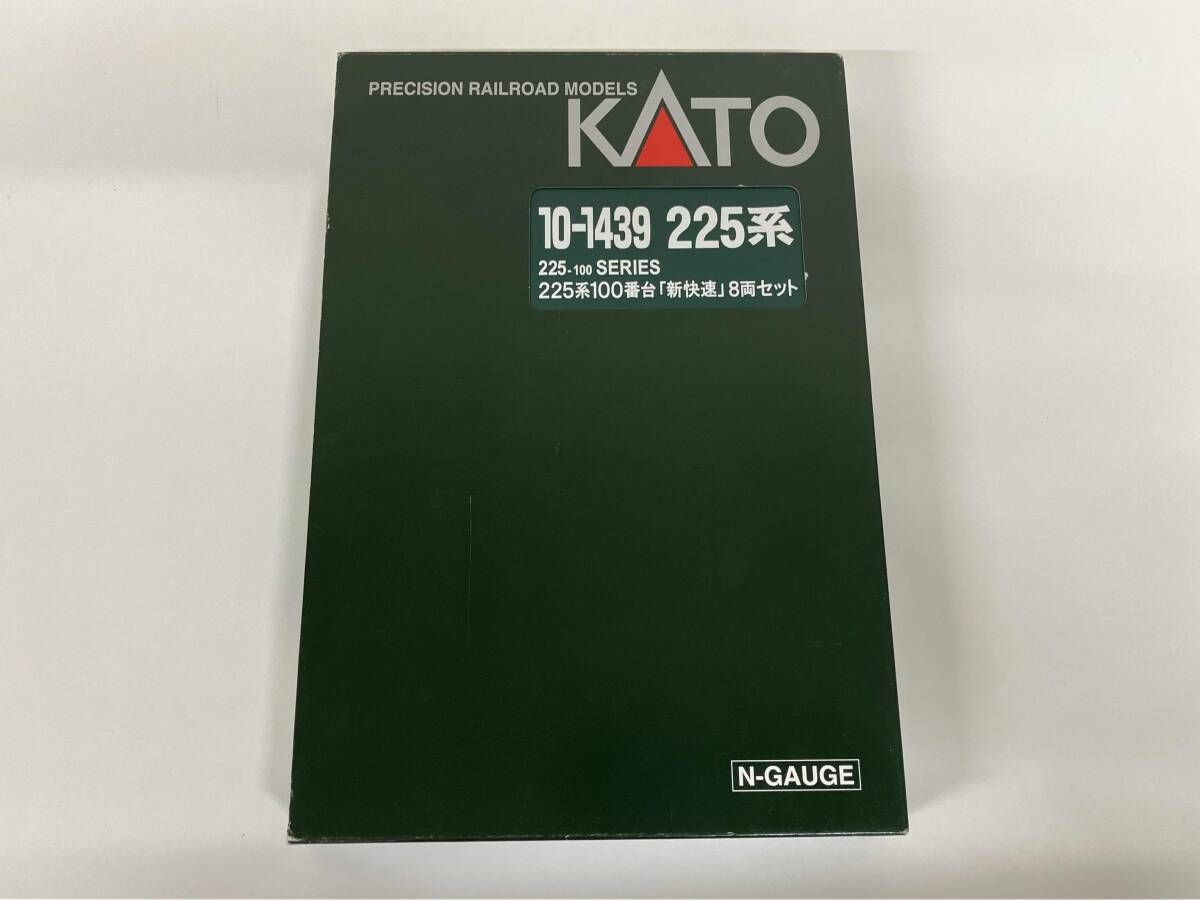 PRECISION RAILROAD MODELS
KATO
10-1439 225系
225-100 SERIES
225系100番台「新快速」8両セット
N-GAUGE